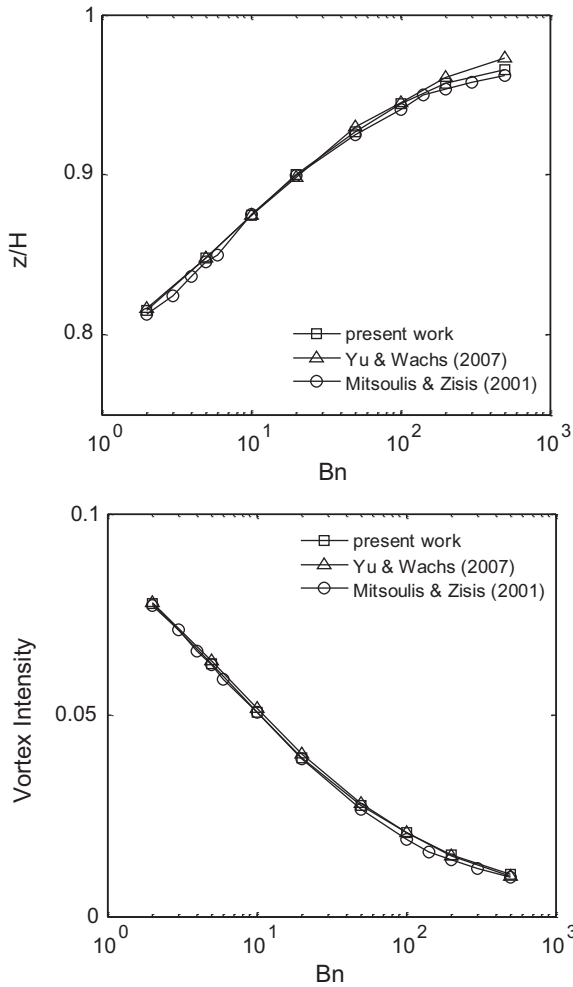 1
z/H
0.9
0.8
present work
Yu & Wachs (2007)
Mitsoulis & Zisis (2001)
10^0
10^1
10^2
10^3
Bn
0.1
present work
Yu & Wachs (2007)
Mitsoulis & Zisis (2001)
Vortex Intensity
0.05
0
10^0
10^1
10^2
10^3
Bn